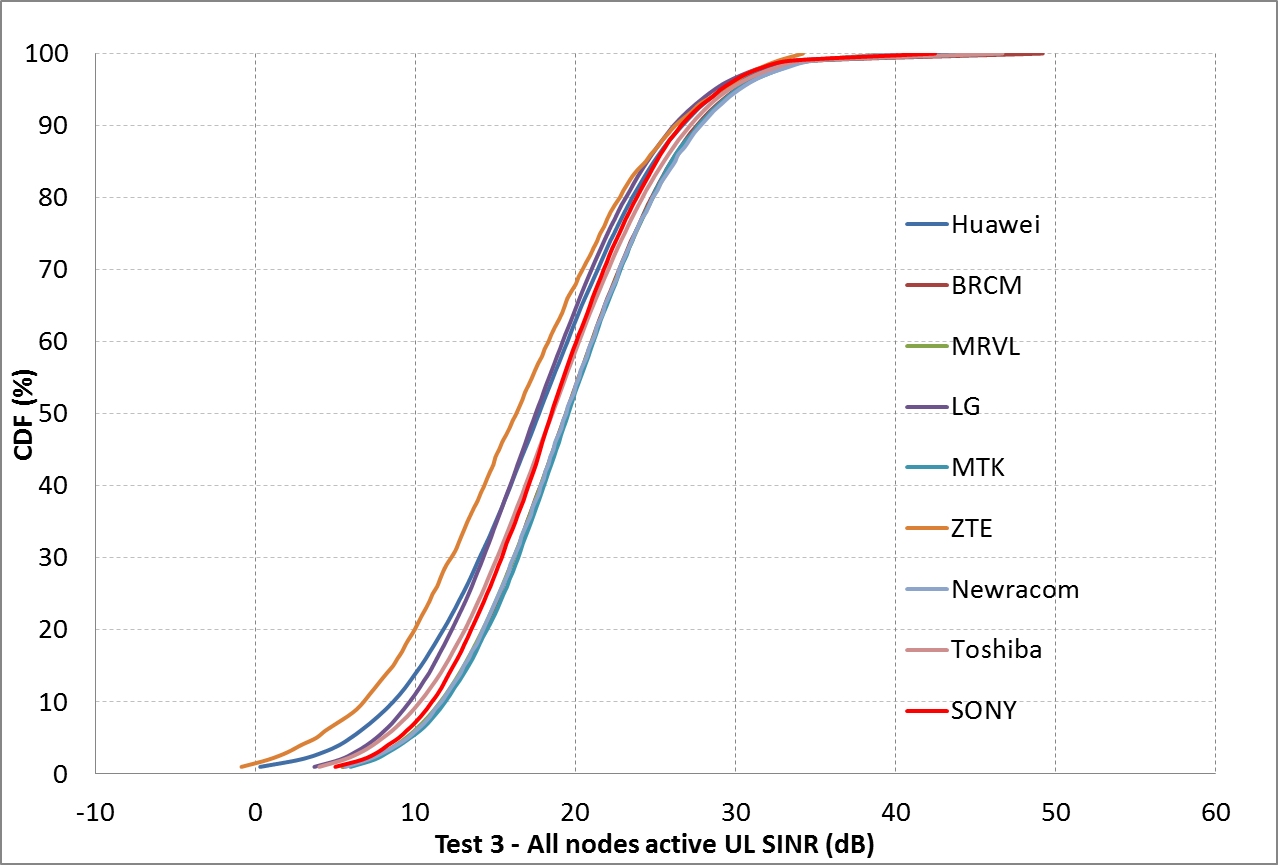 100
90
80
70
60
50
40
30
20
10
0
CDF (%)
Huawei
BRCM
MRVL
LG
MTK
ZTE
Newracom
Toshiba
SONY
-10 0 10 20 30 40 50 60
Test 3 - All nodes active UL SINR (dB)